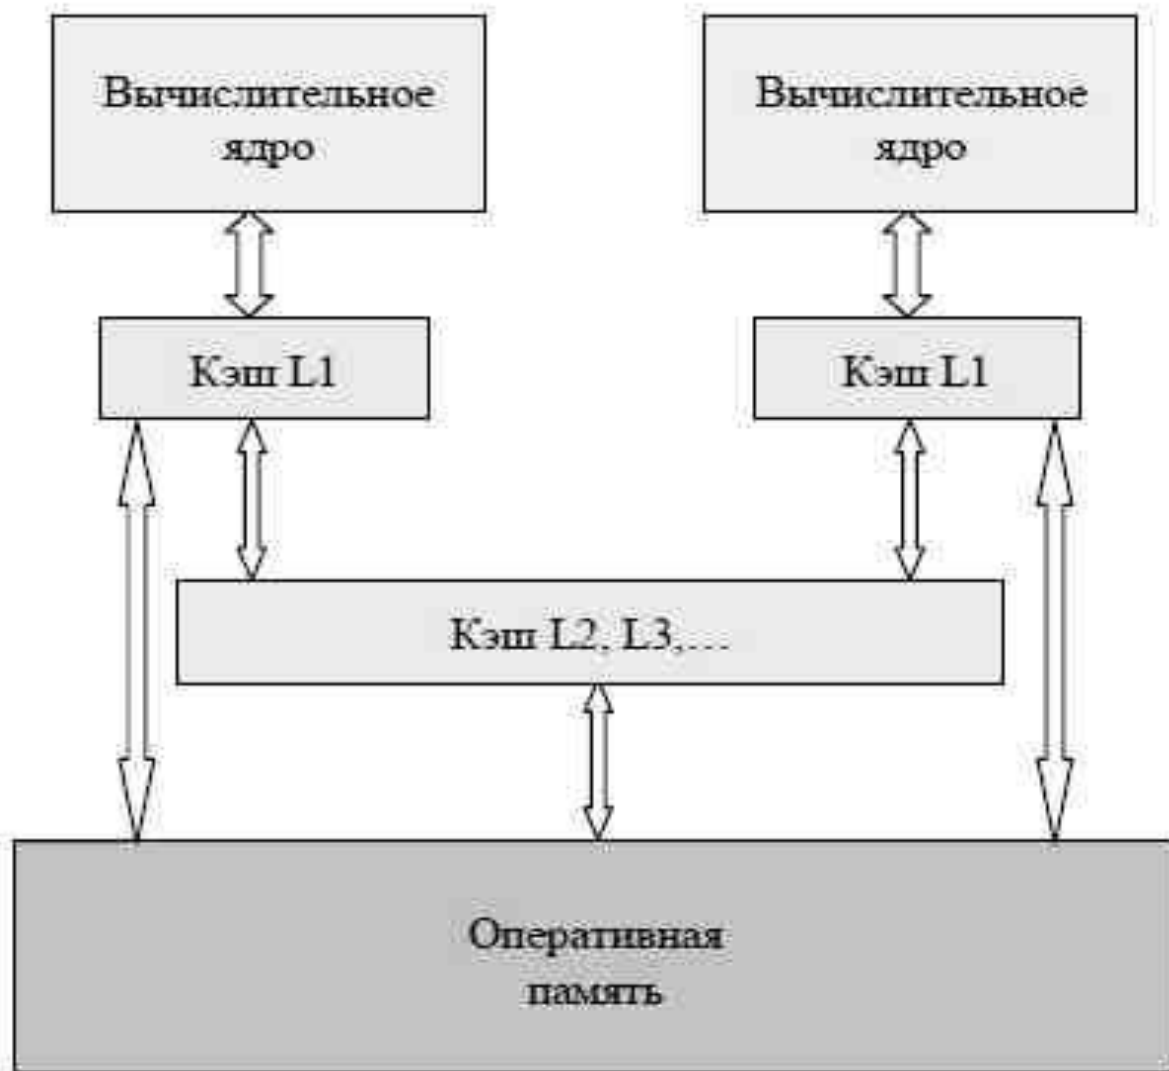 Вычислительное
ядро
Вычислительное
ядро
Кэш L1
Кэш L1
Кэш L2, L3,…
Оперативная
память